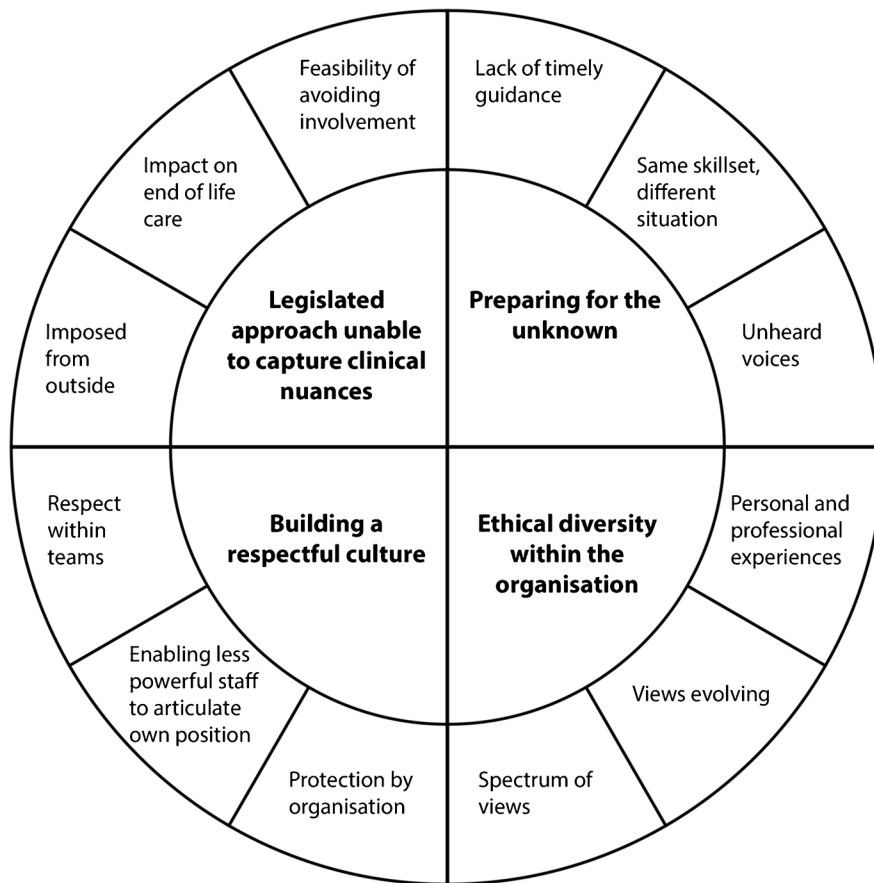 Feasibility of
avoiding
involvement
Lack of timely
guidance
Impact on
end of life
care
Same skillset,
different
situation
Imposed
from
outside
Unheard
voices
Legislated
approach unable
to capture clinical
nuances
Preparing for the
unknown
Building a
respectful culture
Ethical diversity
within the
organisation
Respect
within
teams
Personal and
professional
experiences
Enabling less
powerful staff
to articulate
own position
Views evolving
Protection by
organisation
Spectrum of
views